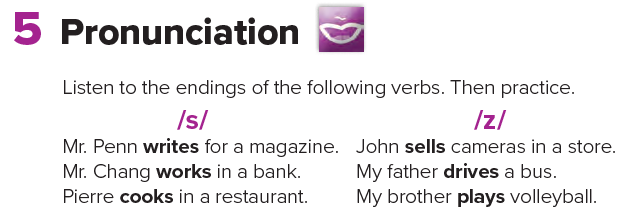 5 Pronunciation
Listen to the endings of the following verbs. Then practice.
/s/
Mr. Penn writes for a magazine.
Mr. Chang works in a bank.
Pierre cooks in a restaurant.
/z/
John sells cameras in a store.
My father drives a bus.
My brother plays volleyball.